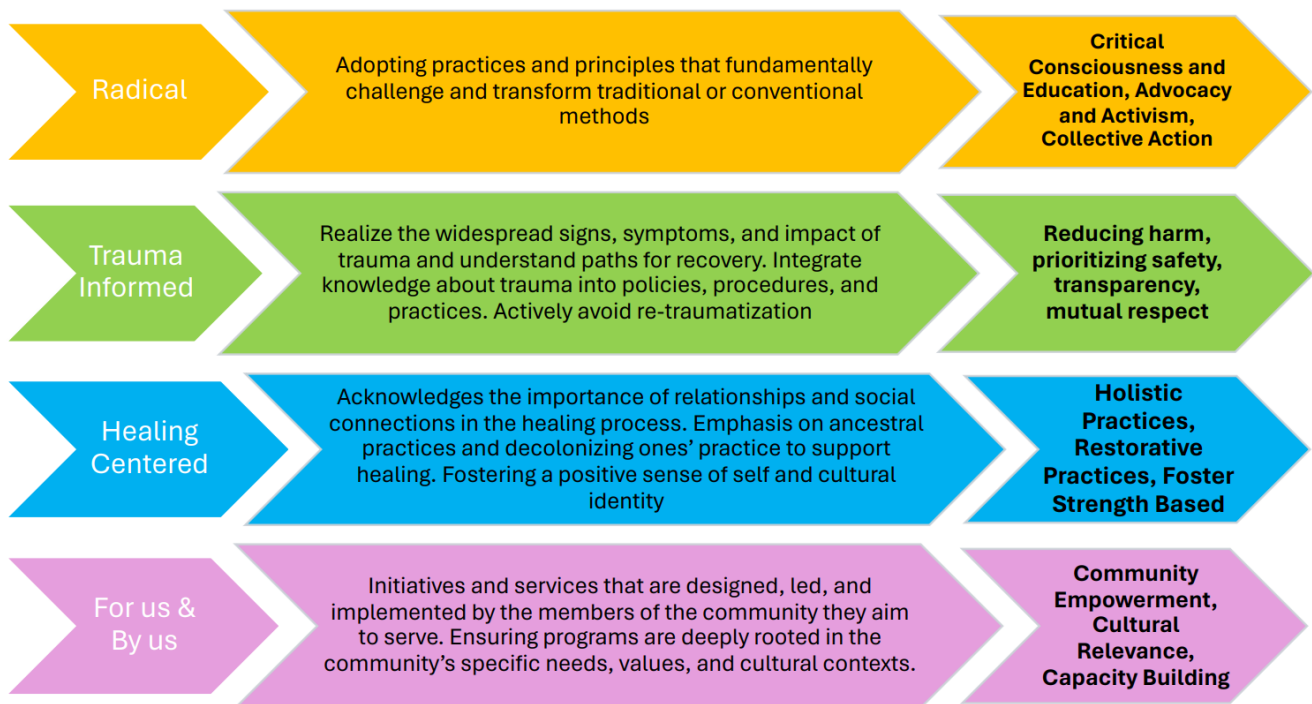 Radical
Adopting practices and principles that fundamentally
challenge and transform traditional or conventional
methods
Critical
Consciousness and
Education, Advocacy
and Activism,
Collective Action
Trauma
Informed
Realize the widespread signs, symptoms, and impact of
trauma and understand paths for recovery. Integrate
knowledge about trauma into policies, procedures, and
practices. Actively avoid re-traumatization
Reducing harm,
prioritizing safety,
transparency,
mutual respect
Healing
Centered
Acknowledges the importance of relationships and social
connections in the healing process. Emphasis on ancestral
practices and decolonizing ones’ practice to support
healing. Fostering a positive sense of self and cultural
identity
Holistic
Practices,
Restorative
Practices, Foster
Strength Based
For us &
By us
Initiatives and services that are designed, led, and
implemented by the members of the community they aim
to serve. Ensuring programs are deeply rooted in the
community’s specific needs, values, and cultural contexts.
Community
Empowerment,
Cultural
Relevance,
Capacity Building